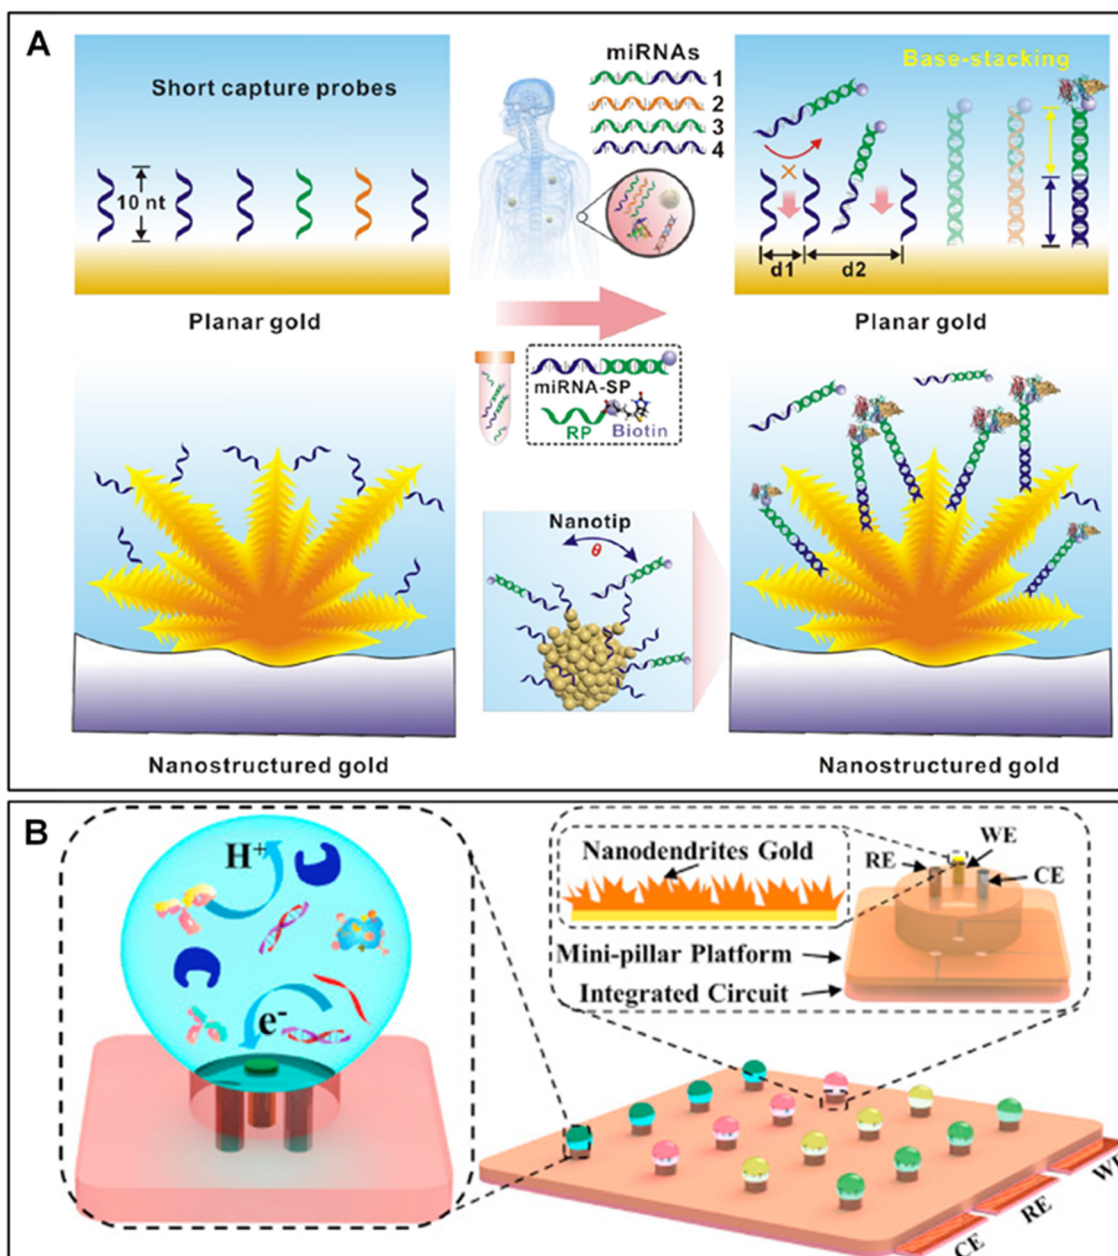 A
Short capture probes
10 nt
Planar gold
miRNAs
1
2
3
4
Base-stacking
d1
d2
Planar gold
miRNA-SP
RP
Biotin
Nanotip
θ
Nanostructured gold
Nanostructured gold
B
H+
e-
Nanodendrites Gold
WE
RE
CE
Mini-pillar Platform
Integrated Circuit
WE
RE
CE